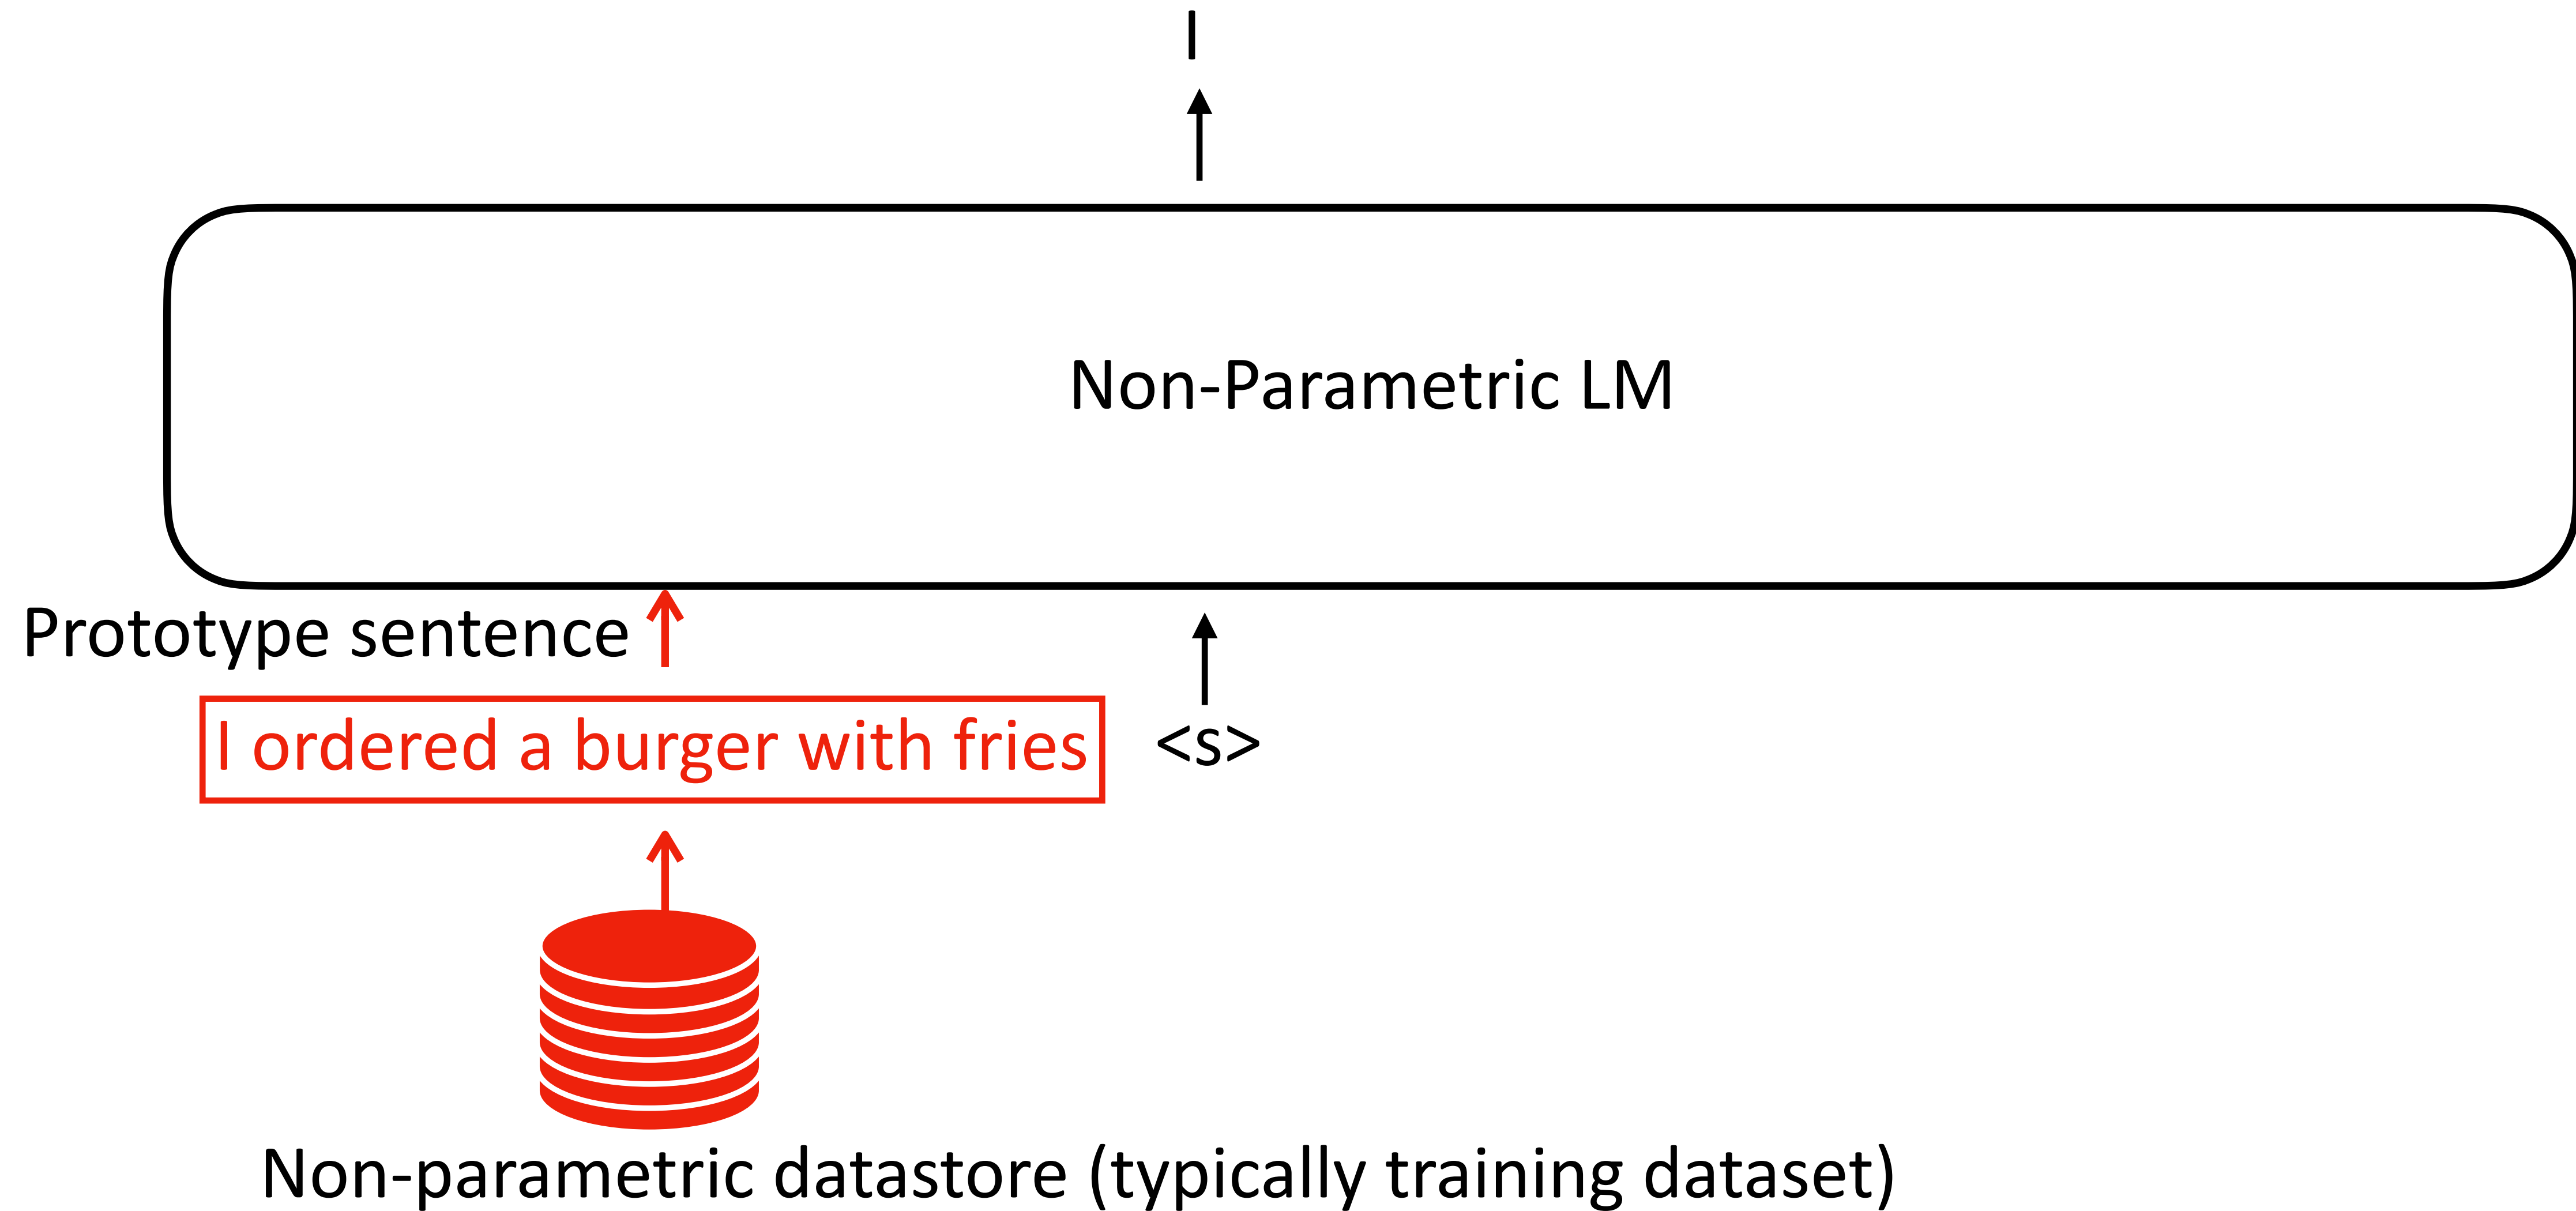 I
Non-Parametric LM
Prototype sentence
I ordered a burger with fries
<s>
Non-parametric datastore (typically training dataset)